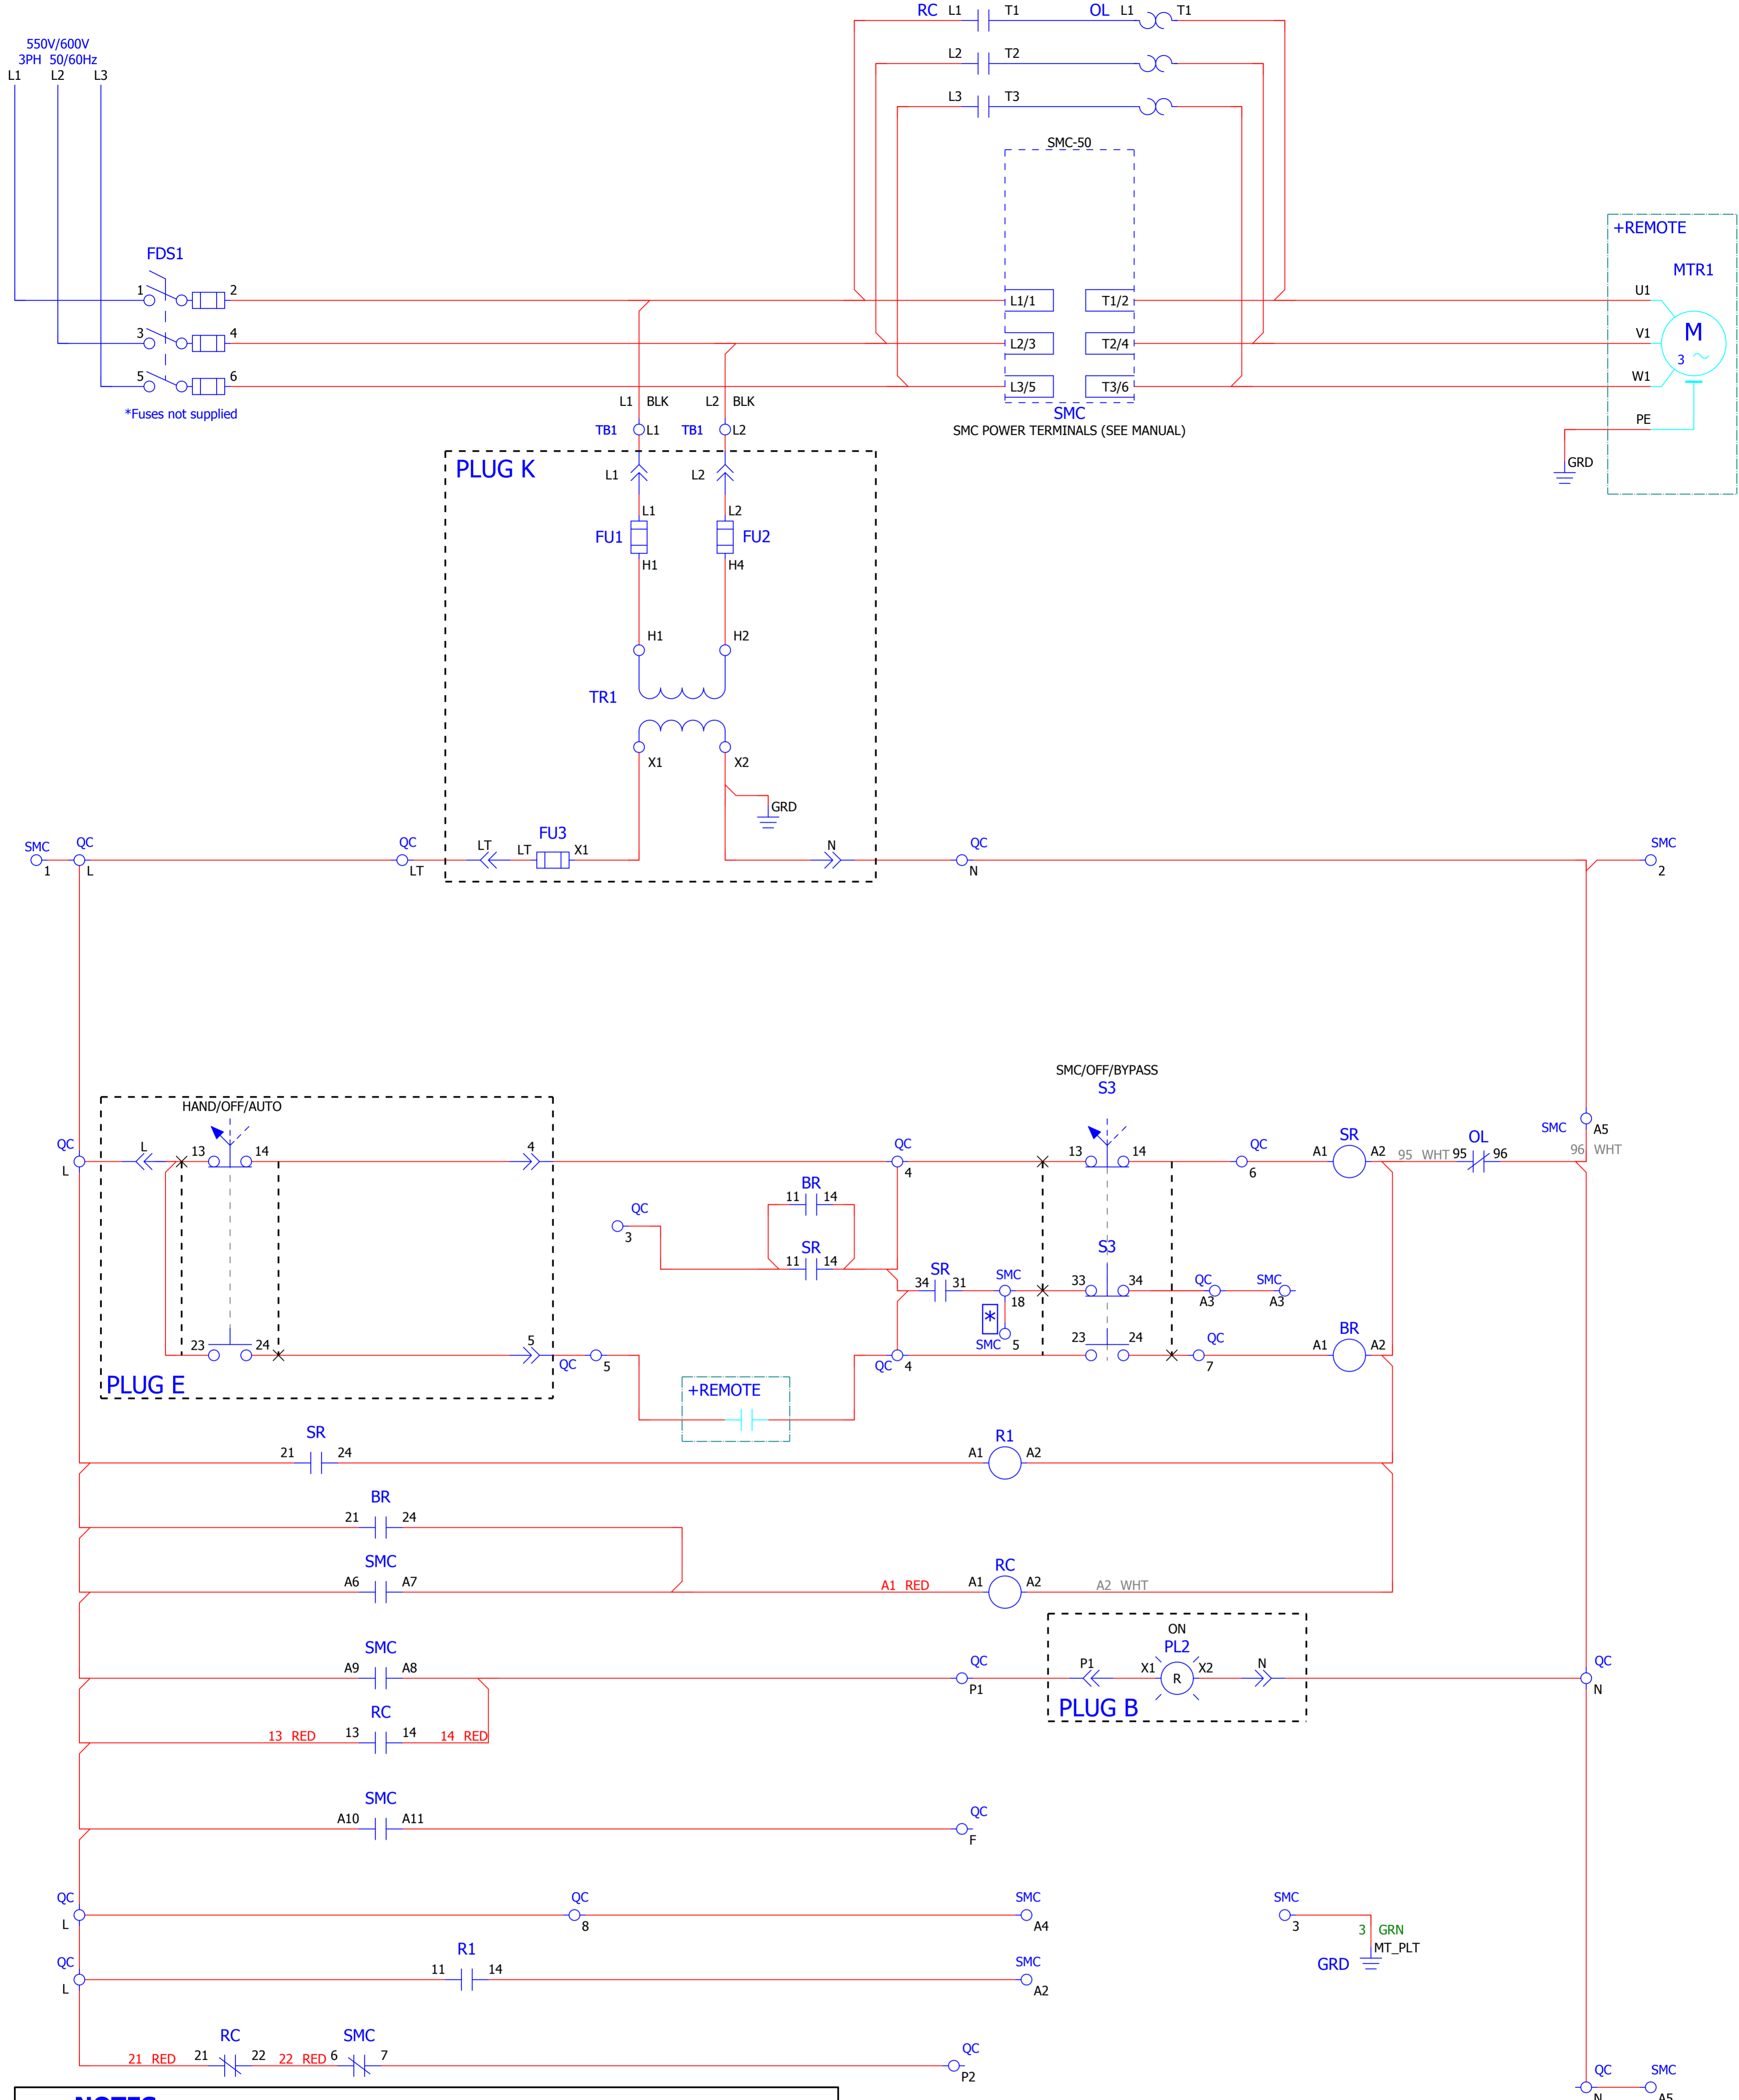 RC L1 T1 OL L1 T1
550V/600V
3PH 50/60Hz
L1 L2 L3
L2 T2
L3 T3
SMC-50
+REMOTE
FDS1
MTR1
1 2 L1/1 T1/2 U1
3 4 L2/3 T2/4 V1 M
3
5 6 L3/5 T3/6 W1
*Fuses not supplied
L1 BLK L2 BLK
SMC
PE
TB1 L1 TB1 L2
SMC POWER TERMINALS (SEE MANUAL)
GRD
PLUG K
L1 L2
L1 L2
FU1 FU2
H1 H4
H1 H2
TR1
X1 X2
GRD
SMC QC QC LT LT FU3 X1 N QC SMC
1 L LT N 2
SMC/OFF/BYPASS
S3
HAND/OFF/AUTO
SMC A5
QC L 13 14 4 QC 13 14 QC A1 SR A2 95 WHT 95 OL 96 96 WHT
L 4 6
BR
11 14
QC
3
SR
11 14
S3
SR
34 31 SMC 33 34 QC SMC
18 A3 A3
*
SMC 5
23 24 5 QC 5 QC 4 23 24 QC 7 A1 BR A2
PLUG E
+REMOTE
SR
21 24
R1
A1 A2
BR
21 24
SMC
A6 A7
RC
A1 RED A1 A2 A2 WHT
ON
PL2
SMC
A9 A8
QC P1 P1 X1 R X2 N QC N
PLUG B
RC
13 RED 13 14 14 RED
SMC
A10 A11
QC
F
QC QC SMC SMC
L 8 A4 3
3 GRN
MT_PLT
GRD
QC R1 SMC
L 11 14 A2
RC SMC
21 RED 21 22 22 RED 6 7
QC
P2
QC SMC
N A5
NOTES